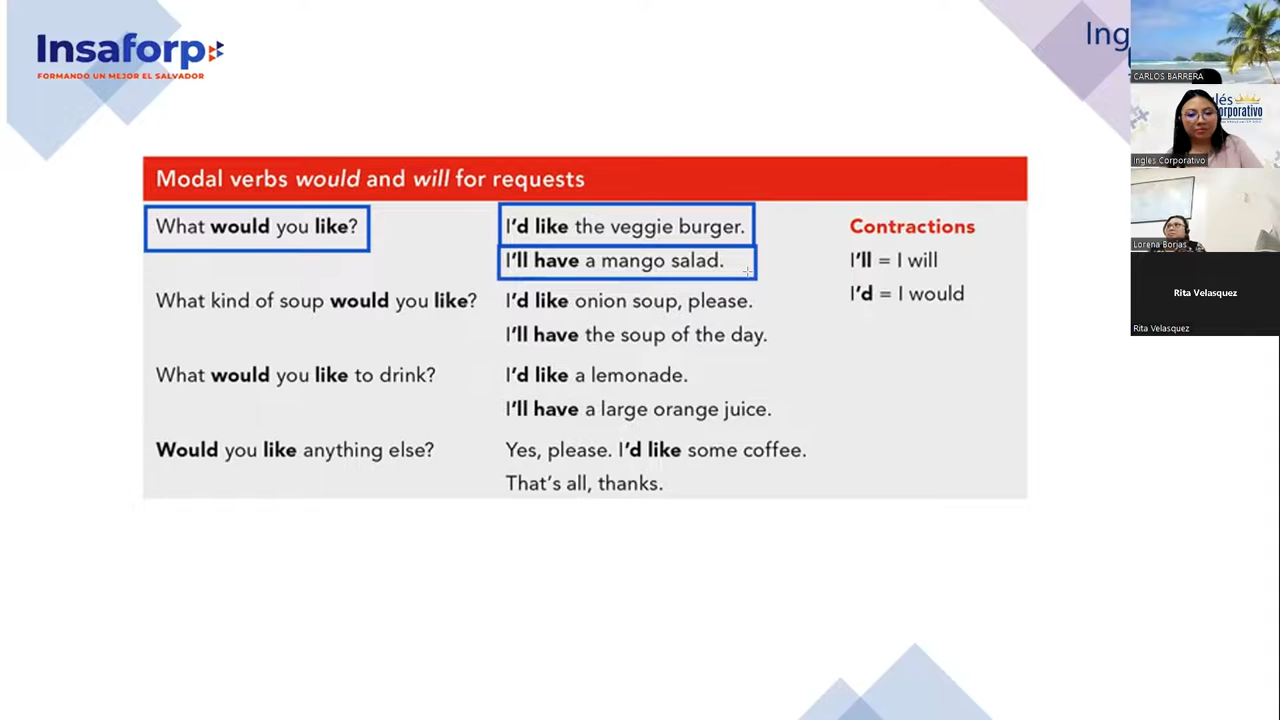 Insaforp
FORMANDO UN MEJOR EL SALVADOR
Ing
CARLOS BARRERA
glés
orporativo
Ingles Corporativo
Lorena Borjas
Rita Velasquez
Rita Velasquez
Modal verbs would and will for requests
What would you like?
I'd like the veggie burger.
I'll have a mango salad.
What kind of soup would you like?
I'd like onion soup, please.
I'll have the soup of the day.
What would you like to drink?
I'd like a lemonade.
I'll have a large orange juice.
Would you like anything else?
Yes, please. I'd like some coffee.
That's all, thanks.
Contractions
I'll = I will
I'd = I would